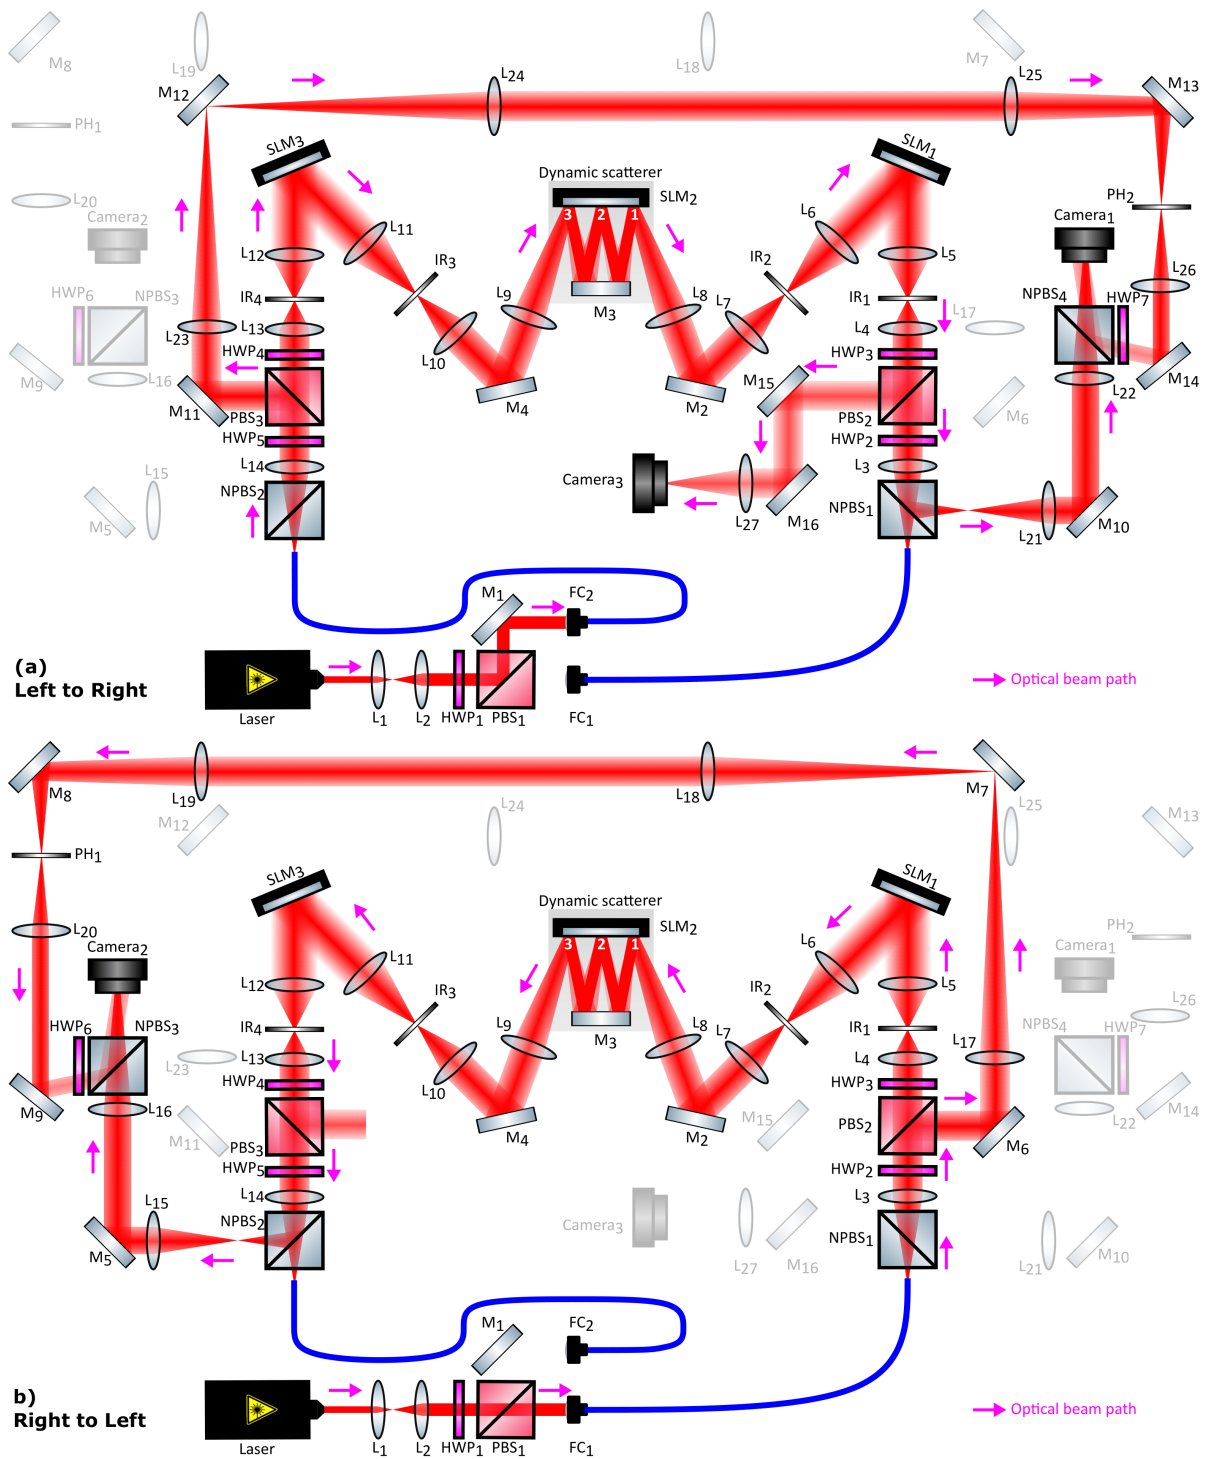 M8
L19
L18
M7
M12
L24
L25
M13
PH1
SLM3
SLM1
Dynamic scatterer
SLM2
3 2 1
L20
Camera2
L12
L11
L6
L5
PH2
Camera1
HWP6
NPBS3
IR4
IR3
IR2
IR1
L26
L23
L13
L9
M3
L8
L7
L4
L17
NPBS4
HWP7
M9
L16
HWP4
L10
M4
M2
HWP3
M15
L22
M14
M11
PBS3
PBS2
M6
HWP5
HWP2
L15
L14
L3
M5
NPBS2
Camera3
L27
M16
NPBS1
L21
M10
M1
FC2
(a)
Left to Right
Laser
L1
L2
HWP1
PBS1
FC1
Optical beam path
M8
L19
L18
M7
M12
L24
L25
M13
PH1
SLM3
SLM1
Dynamic scatterer
SLM2
3 2 1
L20
Camera2
L12
L11
L6
L5
PH2
Camera1
HWP6
NPBS3
IR4
IR3
IR2
IR1
L26
L23
L13
L9
M3
L8
L7
L4
L17
NPBS4
HWP7
M9
L16
HWP4
L10
M4
M2
HWP3
M15
L22
M14
M11
PBS3
PBS2
M6
HWP5
HWP2
L15
L14
L3
M5
NPBS2
Camera3
L27
M16
NPBS1
L21
M10
M1
FC2
b)
Right to Left
Laser
L1
L2
HWP1
PBS1
FC1
Optical beam path